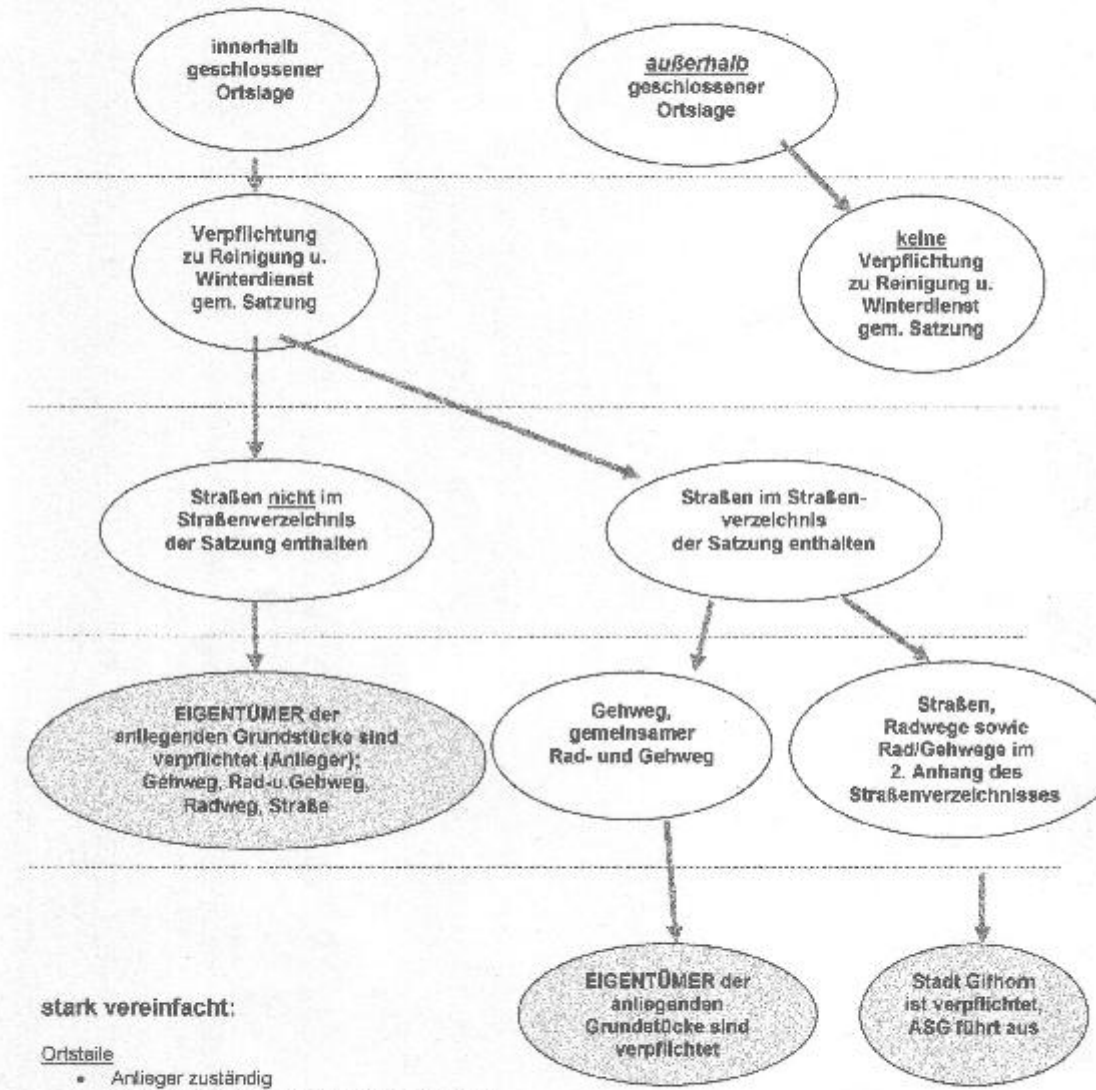 innerhalb
geschlossener
Ortslage
außerhalb
geschlossener
Ortslage
Verpflichtung
zu Reinigung u.
Winterdienst
gem. Satzung
keine
Verpflichtung
zu Reinigung u.
Winterdienst
gem. Satzung
Straßen nicht im
Straßenverzeichnis
der Satzung enthalten
Straßen im Straßen-
verzeichnis
der Satzung enthalten
EIGENTÜMER der
anliegenden Grundstücke sind
verpflichtet (Anlieger):
Gehweg, Rad-u.Gehweg,
Radweg, Straße
Gehweg,
gemeinsamer
Rad- und Gehweg
Straßen,
Radwege sowie
Rad/Gehwege im
2. Anhang des
Straßenverzeichnisses
EIGENTÜMER der
anliegenden
Grundstücke sind
verpflichtet
Stadt Gifhorn
ist verpflichtet,
ASG führt aus
stark vereinfacht:
Ortsteile
• Anlieger zuständig